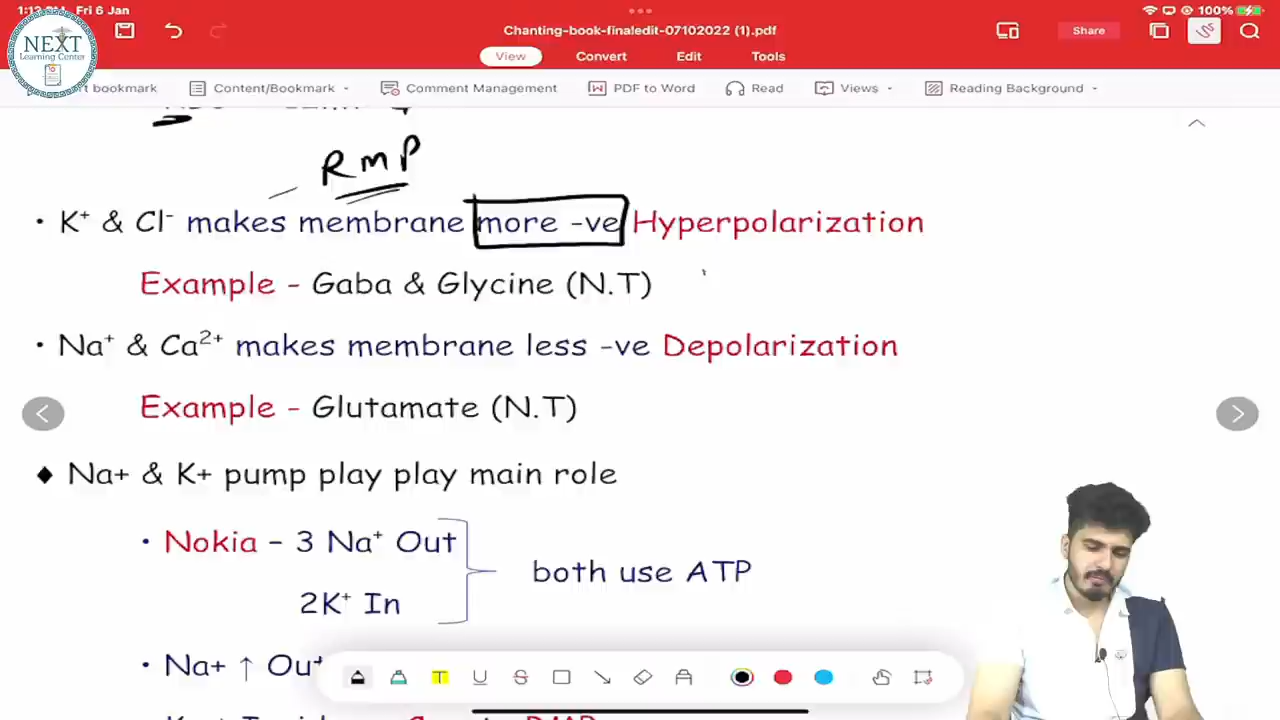 1:12 Fri 6 Jan
100%
NEXT
Learning Center
Chanting-book-finaledit-07102022 (1).pdf
Share
View
Convert
Edit
Tools
bookmark
Content/Bookmark
Comment Management
PDF to Word
Read
Views
Reading Background
RMP
• K⁺ & Cl⁻ makes membrane more -ve Hyperpolarization
Example - Gaba & Glycine (N.T)
• Na⁺ & Ca²⁺ makes membrane less -ve Depolarization
Example - Glutamate (N.T)
◆ Na+ & K+ pump play play main role
• Nokia – 3 Na⁺ Out
2K⁺ In
both use ATP
• Na+ ↑ Out